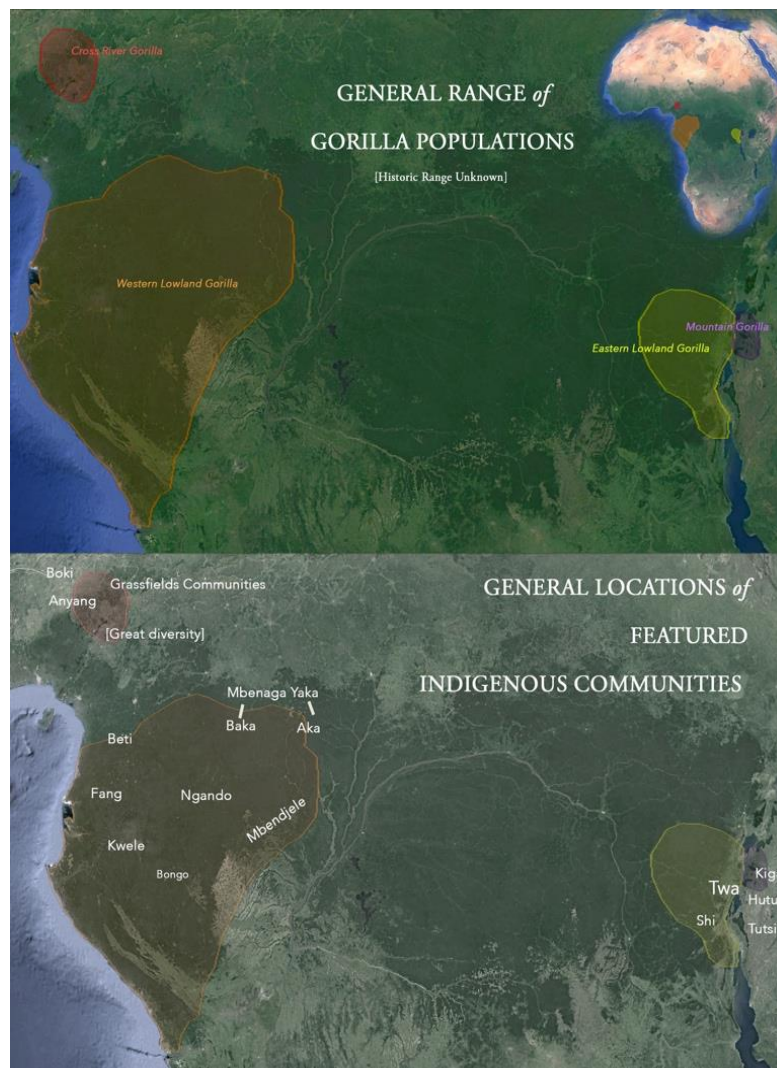 Cross River Gorilla
GENERAL RANGE of
GORILLA POPULATIONS
[Historic Range Unknown]
Western Lowland Gorilla
Mountain Gorilla
Eastern Lowland Gorilla
Boki
Grassfields Communities
Anyang
[Great diversity]
GENERAL LOCATIONS of
FEATURED
INDIGENOUS COMMUNITIES
Mbenaga Yaka
Baka
Aka
Beti
Fang
Ngando
Mbendjele
Kwele
Bongo
Kiga
Twa
Hutu
Shi
Tutsi